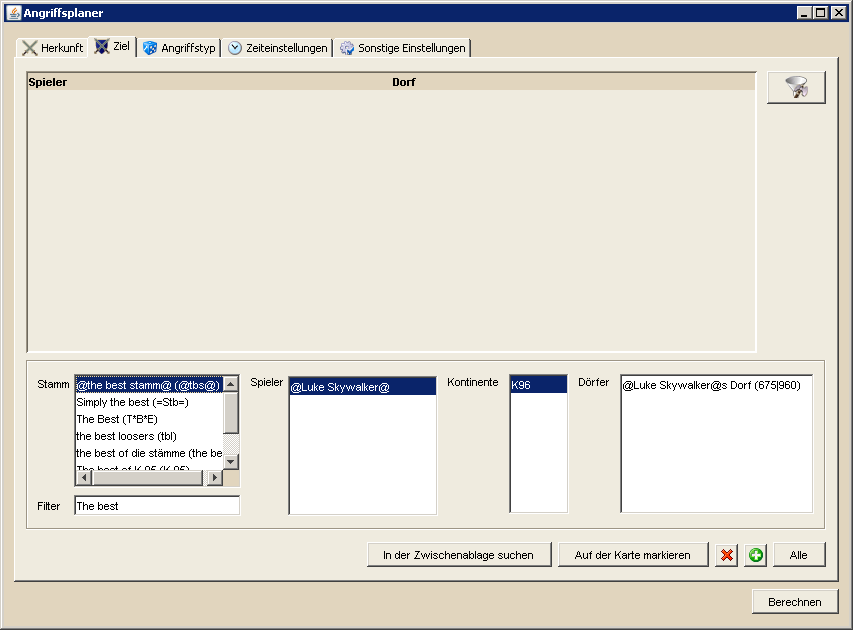 Angriffsplaner
Herkunft Ziel Angriffstyp Zeiteinstellungen Sonstige Einstellungen
Spieler Dorf
Stamm
@the best stamm@ (@tbs@)
Simply the best (=Stb=)
The Best (T*B*E)
the best loosers (tbl)
the best of die stämme (the be
The best of K 95 (K 95)
Spieler
@Luke Skywalker@
Kontinente
K96
Dörfer
@Luke Skywalker@s Dorf (675|960)
Filter
The best
In der Zwischenablage suchen Auf der Karte markieren Alle
Berechnen